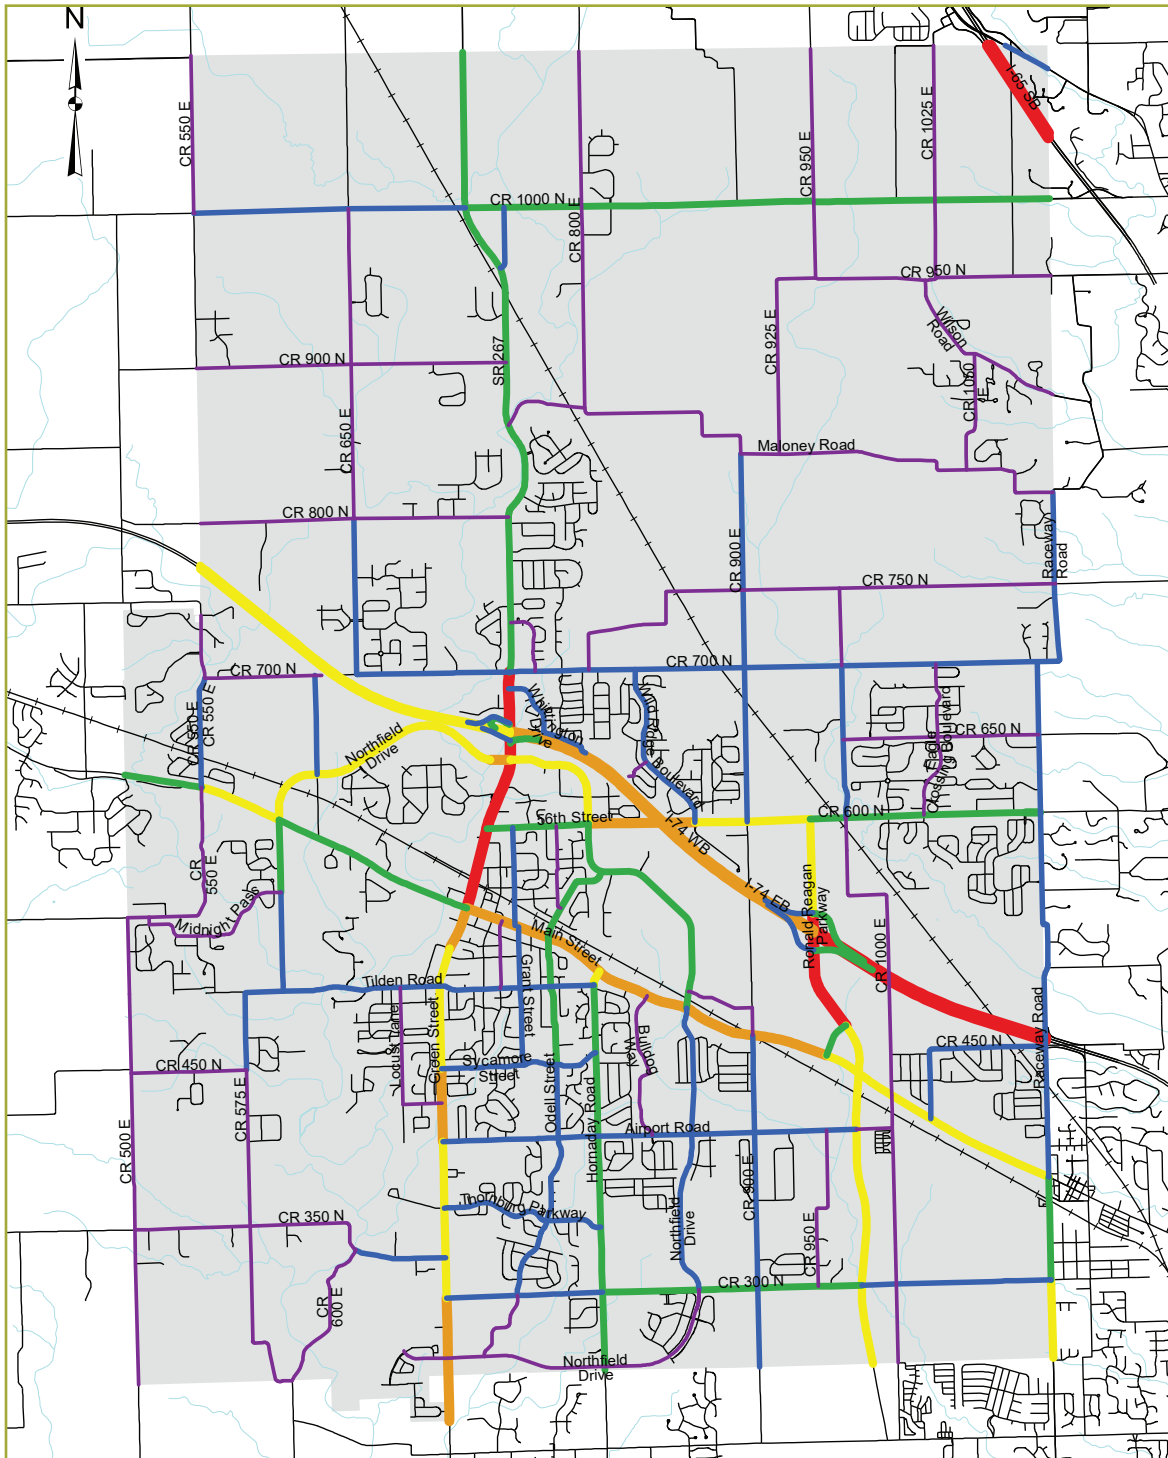 N
I-65 SB
CR 550 E
CR 950 E
CR 1025 E
CR 1000 N
CR 800 E
CR 950 N
Wilson
Road
CR 925 E
SR 267
CR 900 N
CR 1050
E
CR 650 E
Maloney Road
CR 800 N
CR 900 E
Raceway
Road
CR 750 N
CR 700 N
CR 700 N
CR 550 E
CR 550 E
Whittington
Drive
Wild Ridge
Boulevard
Eagle
Crossing Boulevard
CR 650 N
Northfield
Drive
56th Street
I-74 WB
CR 600 N
CR
550 E
Midnight Pass
I-74 EB
Ronald Reagan
Parkway
Main Street
CR 1000 E
Tilden Road
Grant Street
Locust Lane
Green Street
Raceway Road
Bulldog
Way
CR 450 N
Sycamore
Street
CR 450 N
CR 575 E
Odell Street
Hornaday Road
CR 500 E
Airport Road
CR 900 E
Thornburg Parkway
CR 350 N
Northfield
Drive
CR 950 E
CR
600 E
CR 300 N
Northfield
Drive